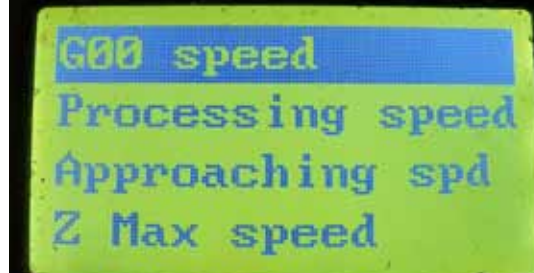 G00 speed
Processing speed
Approaching spd
Z Max speed